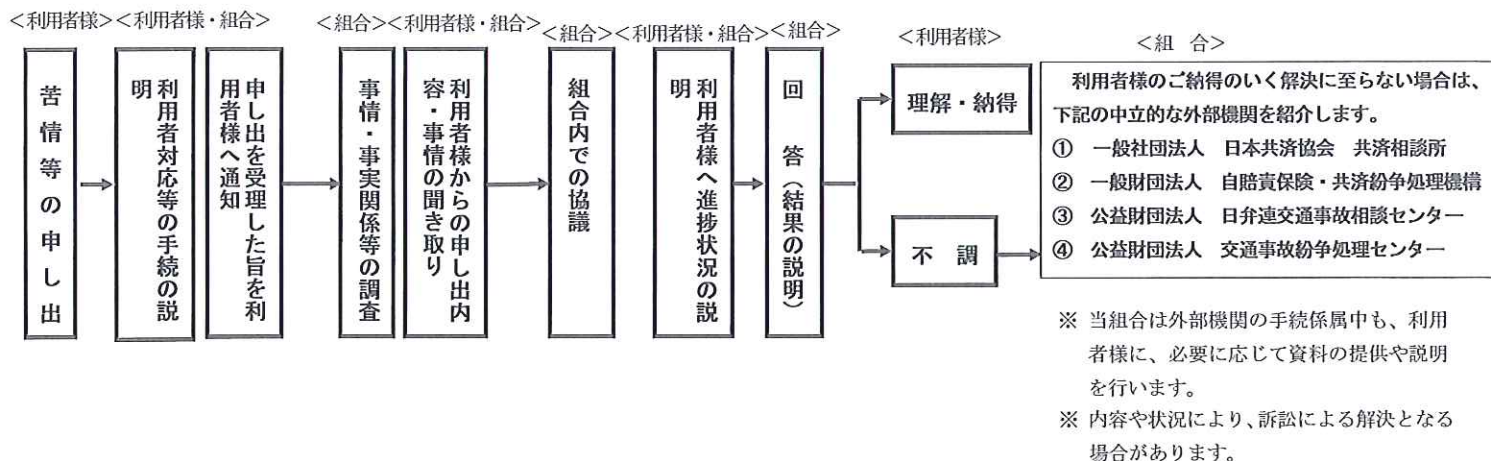 ＜利用者様＞
苦情等の申し出
＜利用者様・組合＞
利用者対応等の手続の説
明
申し出を受理した旨を利
用者様へ通知
＜組合＞
事情・事実関係等の調査
＜利用者様・組合＞
利用者様からの申し出内
容・事情の聞き取り
＜組合＞
組合内での協議
＜利用者様・組合＞
利用者様へ進捗状況の説
明
＜組合＞
回　答（結果の説明）
＜利用者様＞
理解・納得
不　調
＜組　合＞
利用者様のご納得のいく解決に至らない場合は、
下記の中立的な外部機関を紹介します。
①　一般社団法人　日本共済協会　共済相談所
②　一般財団法人　自賠責保険・共済紛争処理機構
③　公益財団法人　日弁連交通事故相談センター
④　公益財団法人　交通事故紛争処理センター
※ 当組合は外部機関の手続係属中も、利用
者様に、必要に応じて資料の提供や説明
を行います。
※ 内容や状況により、訴訟による解決となる
場合があります。